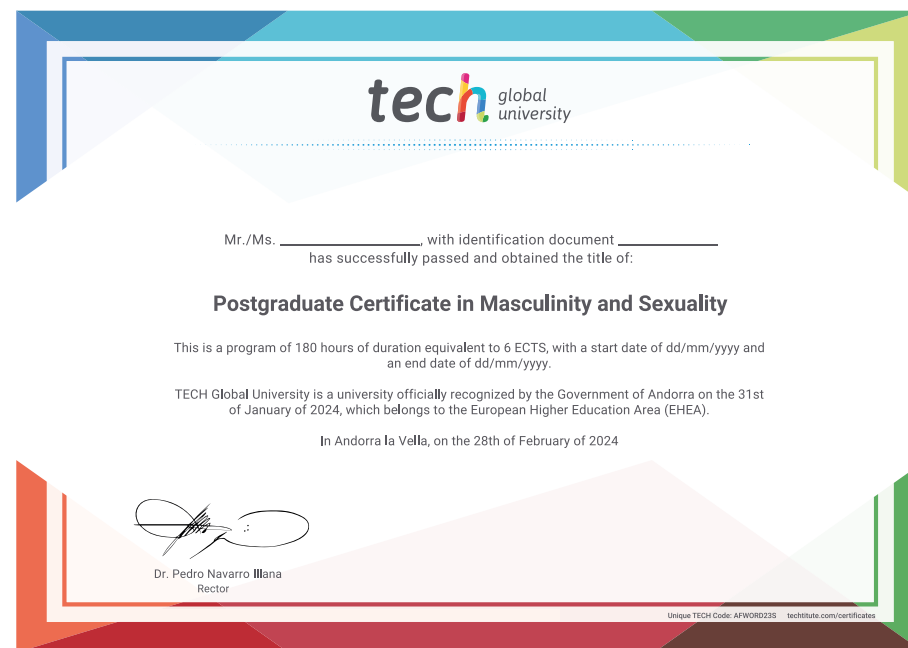 tech global
university
Mr./Ms. ____________, with identification document ____________
has successfully passed and obtained the title of:
Postgraduate Certificate in Masculinity and Sexuality
This is a program of 180 hours of duration equivalent to 6 ECTS, with a start date of dd/mm/yyyy and
an end date of dd/mm/yyyy.
TECH Global University is a university officially recognized by the Government of Andorra on the 31st
of January of 2024, which belongs to the European Higher Education Area (EHEA).
In Andorra la Vella, on the 28th of February of 2024
Dr. Pedro Navarro Illana
Rector
Unique TECH Code: AFWORD23S techtitute.com/certificates